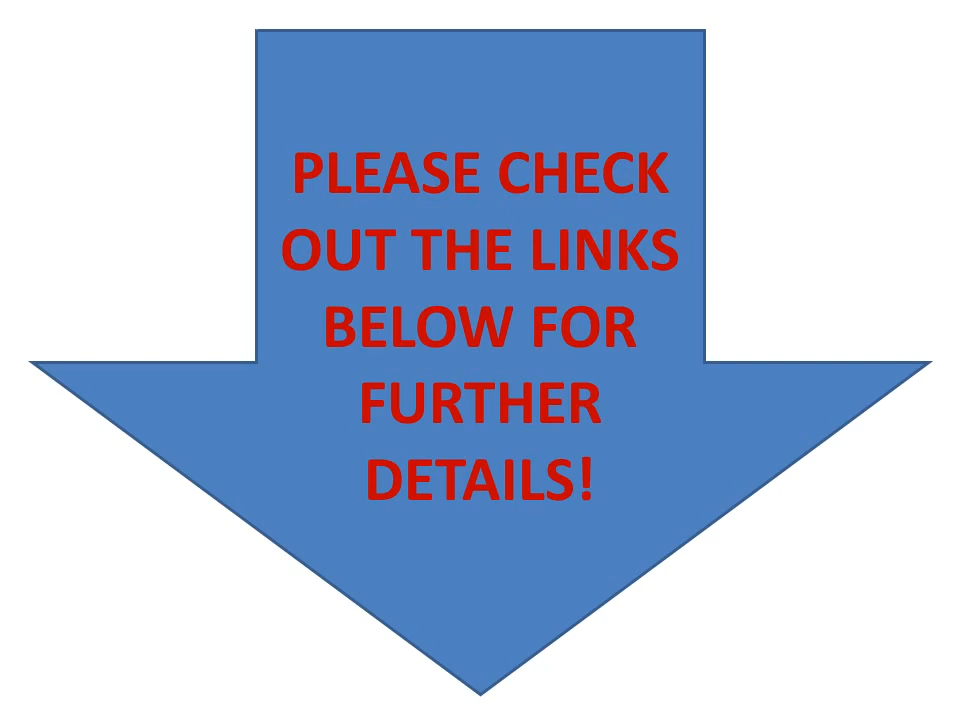 PLEASE CHECK
OUT THE LINKS
BELOW FOR
FURTHER
DETAILS!